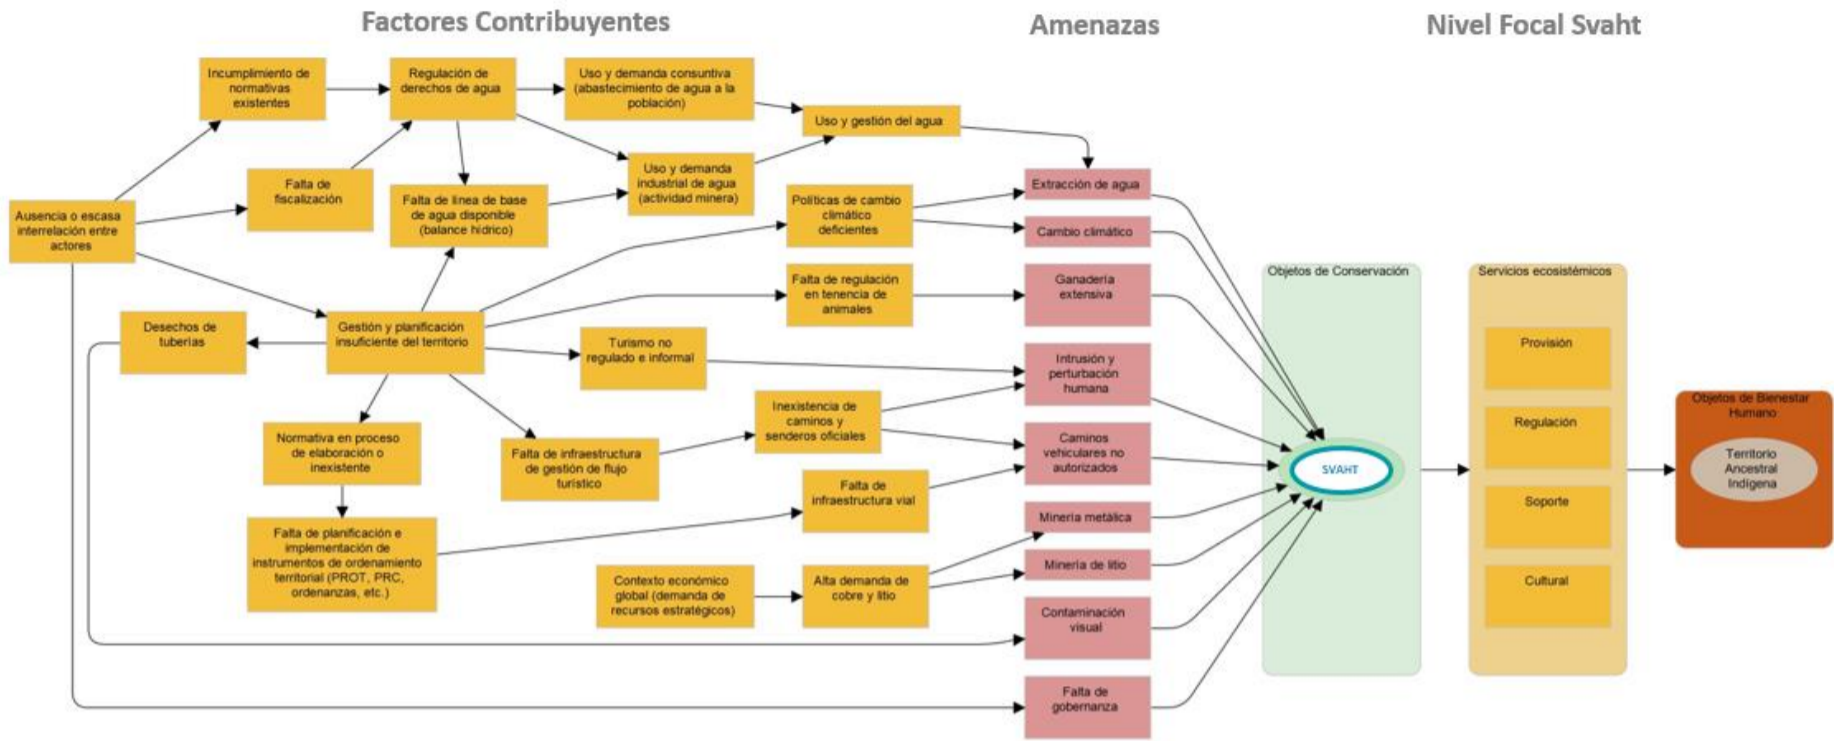 Factores Contribuyentes
Amenazas
Nivel Focal Svaht
Incumplimiento de
normativas
existentes
Regulación de
derechos de agua
Uso y demanda consuntiva
(abastecimiento de agua a la
población)
Uso y gestión del agua
Falta de
fiscalización
Falta de línea de base
de agua disponible
(balance hídrico)
Uso y demanda
industrial de agua
(actividad minera)
Ausencia o escasa
interrelación entre
actores
Políticas de cambio
climático
deficientes
Falta de regulación
en tenencia de
animales
Desechos de
tuberías
Gestión y planificación
insuficiente del territorio
Turismo no
regulado e informal
Inexistencia de
caminos y
senderos oficiales
Normativa en proceso
de elaboración o
inexistente
Falta de infraestructura
de gestión de flujo
turístico
Falta de
infraestructura vial
Falta de planificación e
implementación de
instrumentos de ordenamiento
territorial (PROT, PRC,
ordenanzas, etc.)
Contexto económico
global (demanda de
recursos estratégicos)
Alta demanda de
cobre y litio
Extracción de agua
Cambio climático
Ganadería
extensiva
Intrusión y
perturbación
humana
Caminos
vehiculares no
autorizados
Minería metálica
Minería de litio
Contaminación
visual
Falta de
gobernanza
Objetos de Conservación
SVAHT
Servicios ecosistémicos
Provisión
Regulación
Soporte
Cultural
Objetos de Bienestar
Humano
Territorio
Ancestral
Indígena